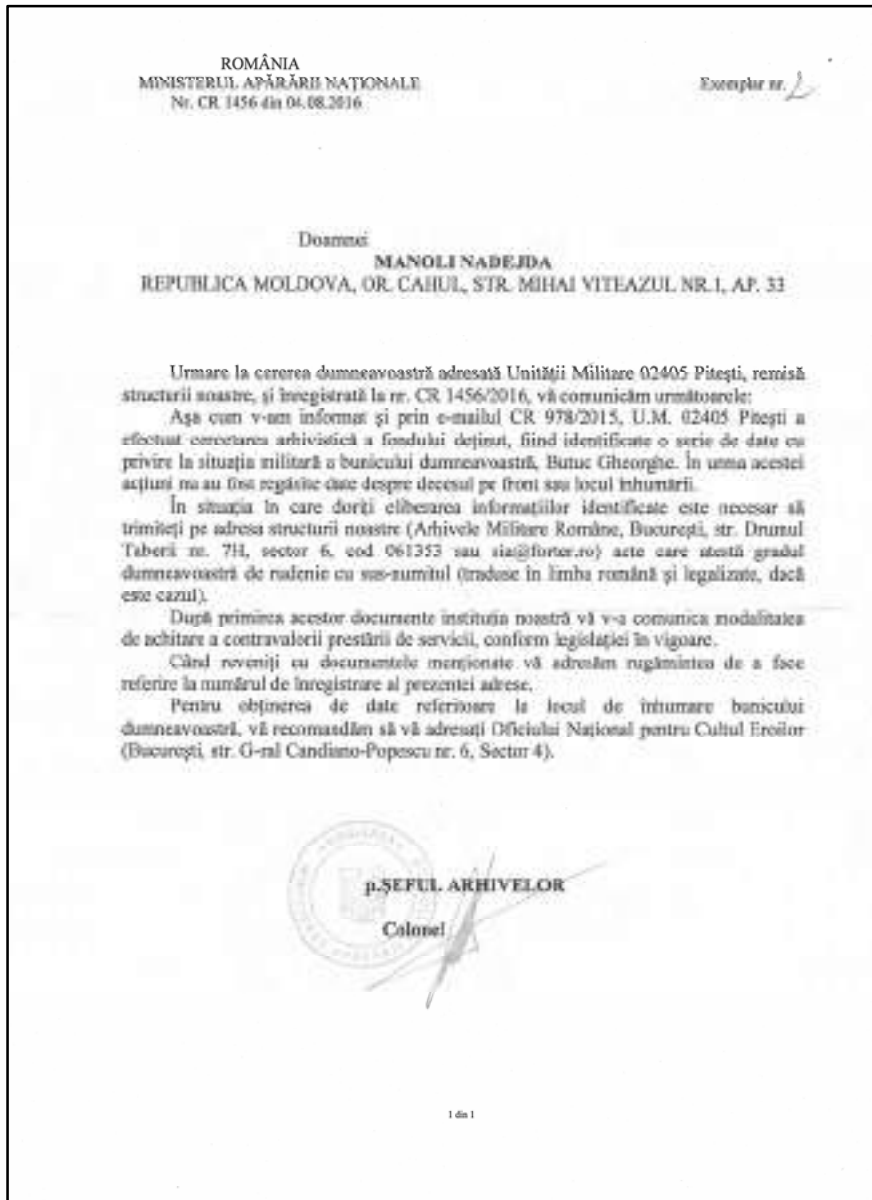 ROMÂNIA
MINISTERUL APĂRĂRII NAȚIONALE
Nr. CR 1456 din 04.08.2016
Exemplar nr. 2
Doamnei
MANOLI NADEJDA
REPUBLICA MOLDOVA, OR. CAHUL, STR. MIHAI VITEAZUL NR.1, AP. 33
Urmare la cererea dumneavoastră adresată Unității Militare 02405 Pitești, remisă
structurii noastre, și înregistrată la nr. CR 1456/2016, vă comunicăm următoarele:
Așa cum v-am informat și prin e-mailul CR 978/2015, U.M. 02405 Pitești a
efectuat cercetarea arhivistică a fondului deținut, fiind identificate o serie de date cu
privire la situația militară a bunicului dumneavoastră, Butuc Gheorghe. În urma acestei
acțiuni nu au fost regăsite date despre decesul pe front sau locul inhumării.
În situația în care doriți eliberarea informațiilor identificate este necesar să
trimiteți pe adresa structurii noastre (Arhivele Militare Române, București, str. Drumul
Taberei nr. 7H, sector 6, cod 061353 sau sia@forter.ro) acte care atestă gradul
dumneavoastră de rudenie cu sus-numitul (traduse în limba română și legalizate, dacă
este cazul).
După primirea acestor documente instituția noastră vă v-a comunica modalitatea
de achitare a contravalorii prestării de servicii, conform legislației în vigoare.
Când reveniți cu documentele menționate vă adresăm rugămintea de a face
referire la numărul de înregistrare al prezentei adrese.
Pentru obținerea de date referitoare la locul de inhumare bunicului
dumneavoastră, vă recomandăm să vă adresați Oficiului Național pentru Cultul Eroilor
(București, str. G-ral Candiano-Popescu nr. 6, Sector 4).
p.ȘEFUL ARHIVELOR
Colonel
1 din 1